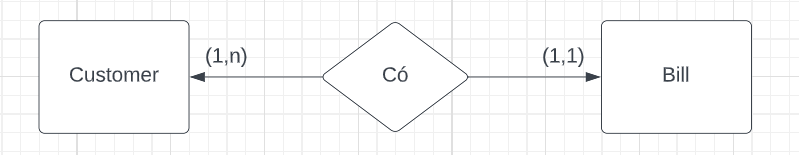 (1,n)
(1,1)
Customer
Có
Bill